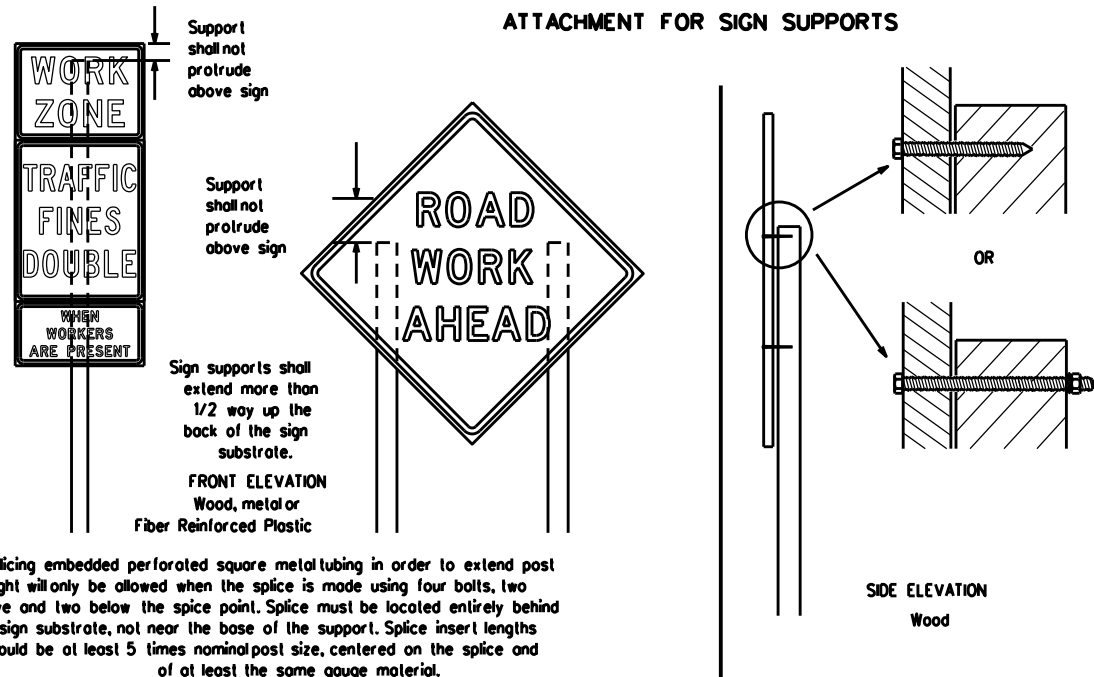 ATTACHMENT FOR SIGN SUPPORTS
Support
shall not
protrude
above sign
WORK
ZONE
TRAFFIC
FINES
DOUBLE
WHEN
WORKERS
ARE PRESENT
Support
shall not
protrude
above sign
ROAD
WORK
AHEAD
Sign supports shall
extend more than
1/2 way up the
back of the sign
substrate.
FRONT ELEVATION
Wood, metal or
Fiber Reinforced Plastic
OR
SIDE ELEVATION
Wood
licing embedded perforated square metal tubing in order to extend post
ght will only be allowed when the splice is made using four bolts, two
ve and two below the spice point. Splice must be located entirely behind
sign substrate, not near the base of the support. Splice insert lengths
ould be at least 5 times nominal post size, centered on the splice and
of at least the same gauge material.